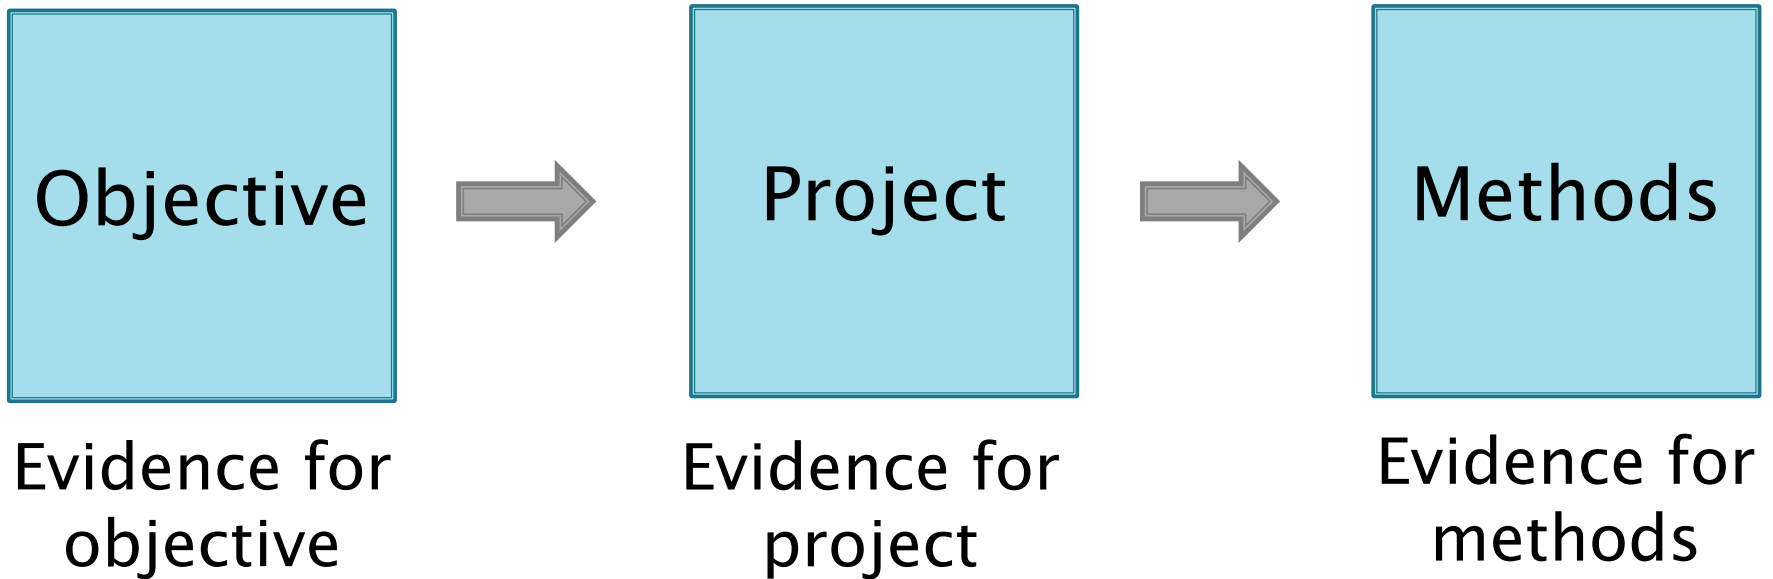 Objective
Project
Methods
Evidence for
objective
Evidence for
project
Evidence for
methods